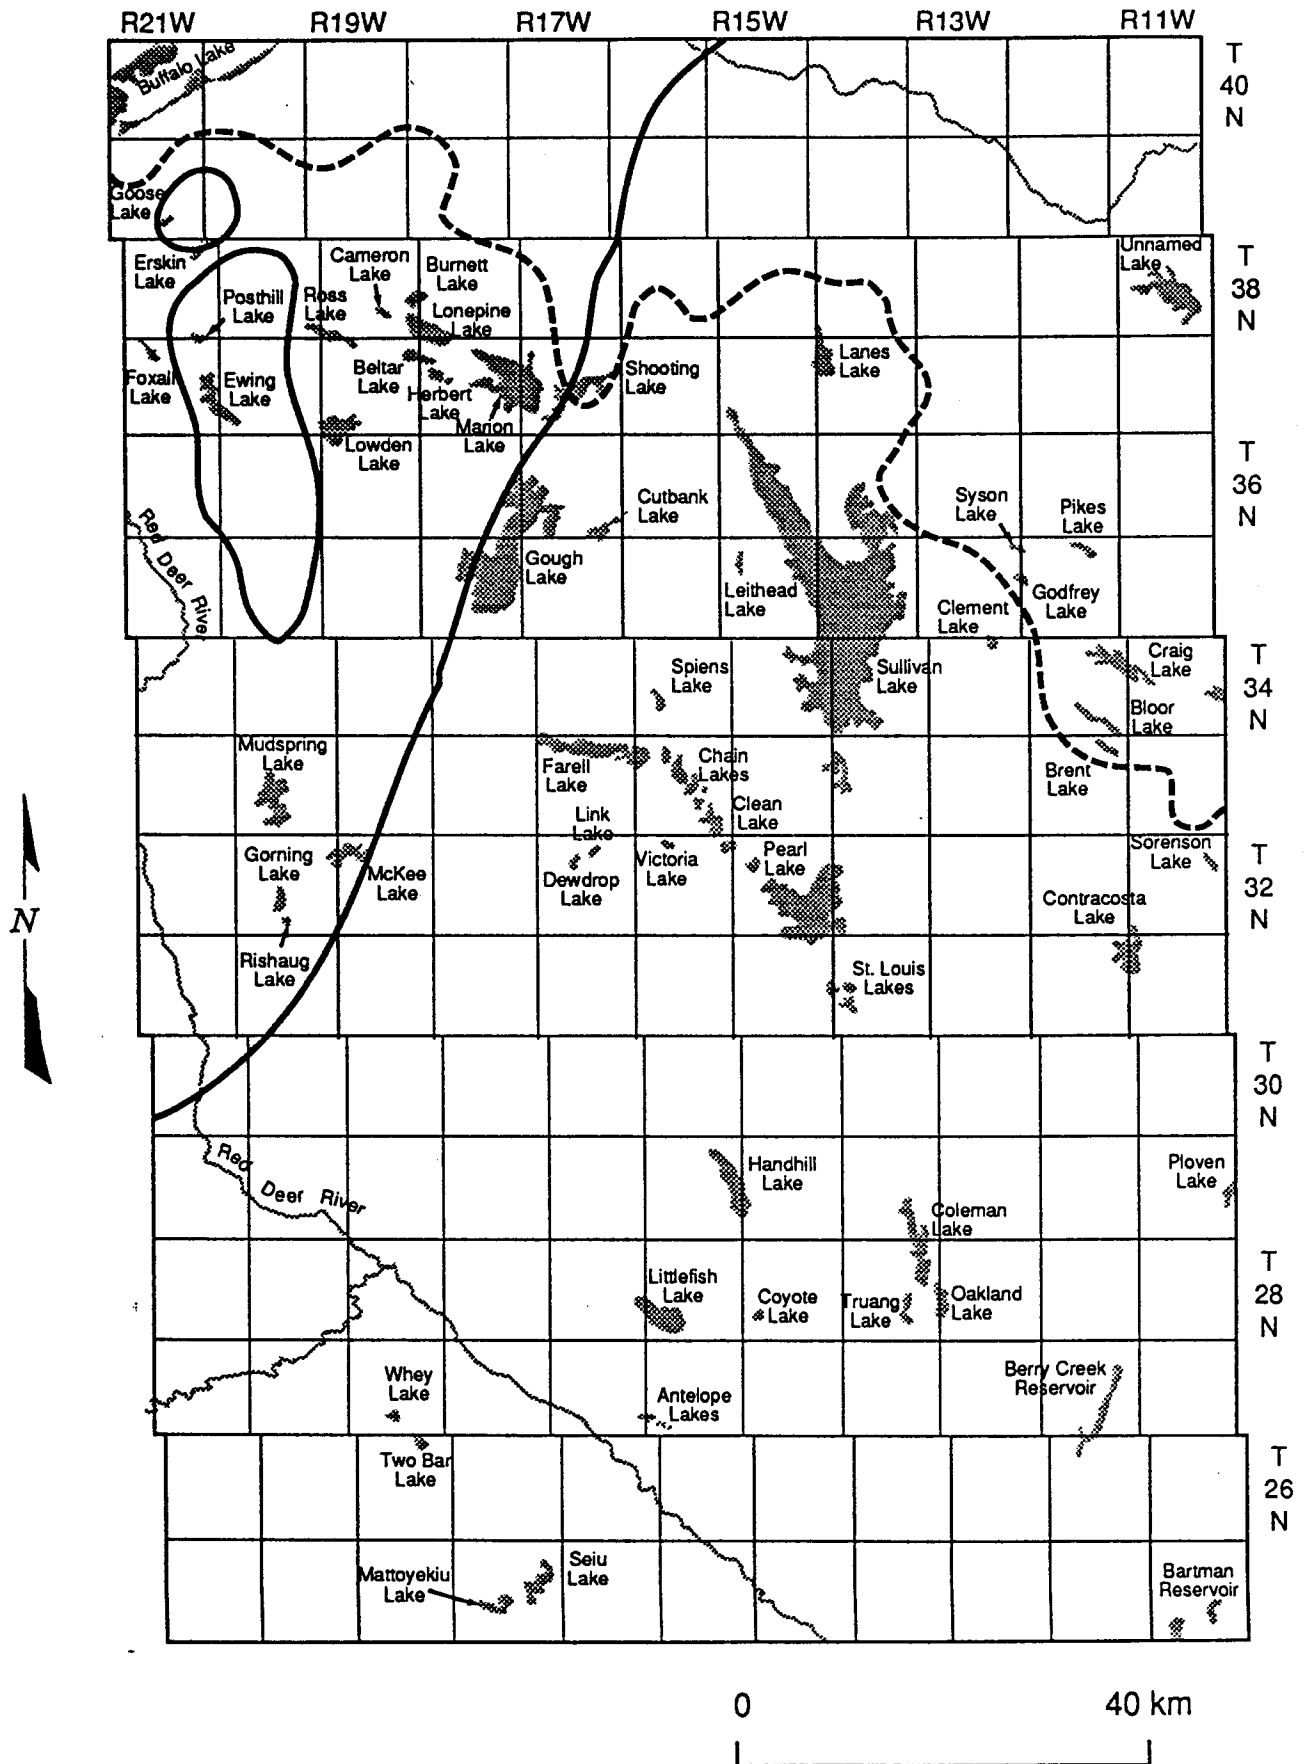 R21W R19W R17W R15W R13W R11W
Buffalo Lake
T
40
N
Goose
Lake
Erskin
Lake
Cameron
Lake
Burnett
Lake
Unnamed
Lake
T
38
N
Posthill
Lake
Ross
Lake
Lonepine
Lake
Foxall
Lake
Ewing
Lake
Beltar
Lake
Herbert
Lake
Marion
Lake
Shooting
Lake
Lanes
Lake
Lowden
Lake
T
36
N
Cutbank
Lake
Syson
Lake
Pikes
Lake
Red Deer River
Gough
Lake
Leithead
Lake
Clement
Lake
Godfrey
Lake
Spiens
Lake
Sullivan
Lake
Craig
Lake
T
34
N
Bloor
Lake
Mudspring
Lake
Farell
Lake
Chain
Lakes
Brent
Lake
Link
Lake
Clean
Lake
Gorning
Lake
McKee
Lake
Dewdrop
Lake
Victoria
Lake
Pearl
Lake
Sorenson
Lake
T
32
N
Contracosta
Lake
N
Rishaug
Lake
St. Louis
Lakes
T
30
N
Red Deer River
Handhill
Lake
Ploven
Lake
Coleman
Lake
Littlefish
Lake
Coyote
Lake
Truang
Lake
Oakland
Lake
T
28
N
Whey
Lake
Antelope
Lakes
Berry Creek
Reservoir
Two Bar
Lake
T
26
N
Mattoyekiu
Lake
Seiu
Lake
Bartman
Reservoir
0 40 km